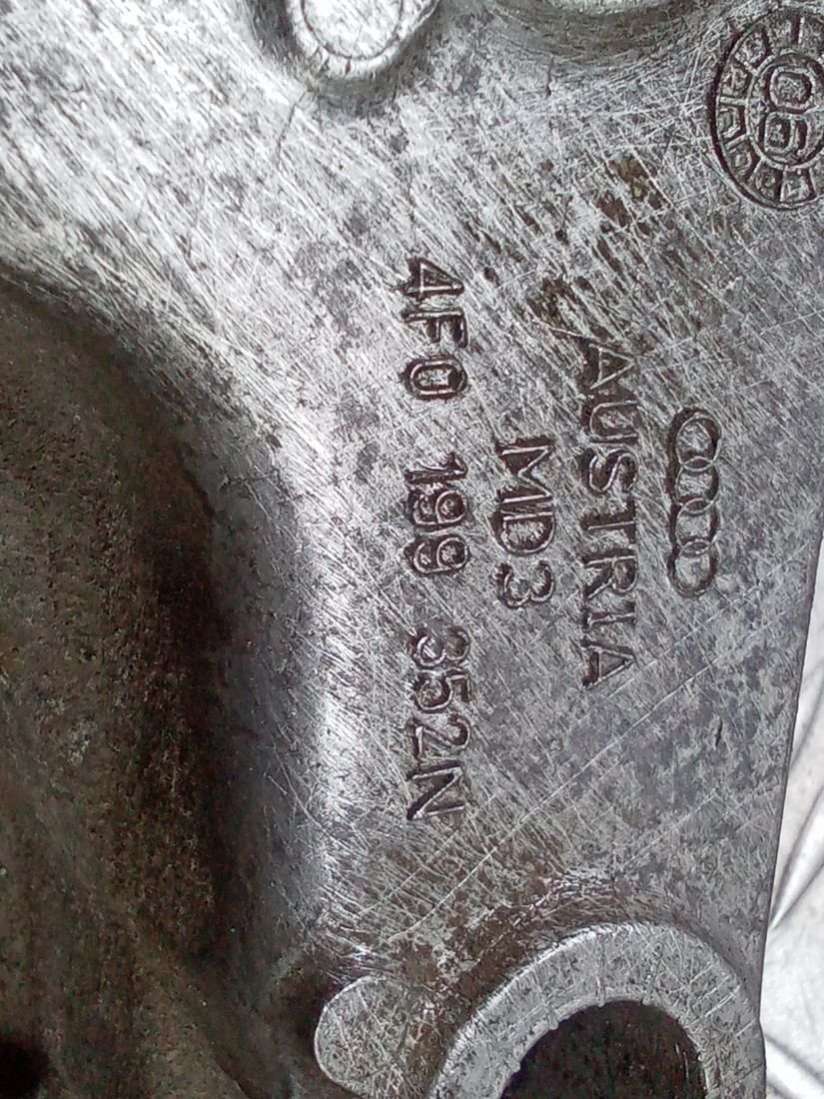 AUSTRIA
MD3
4F0 199 352N
06